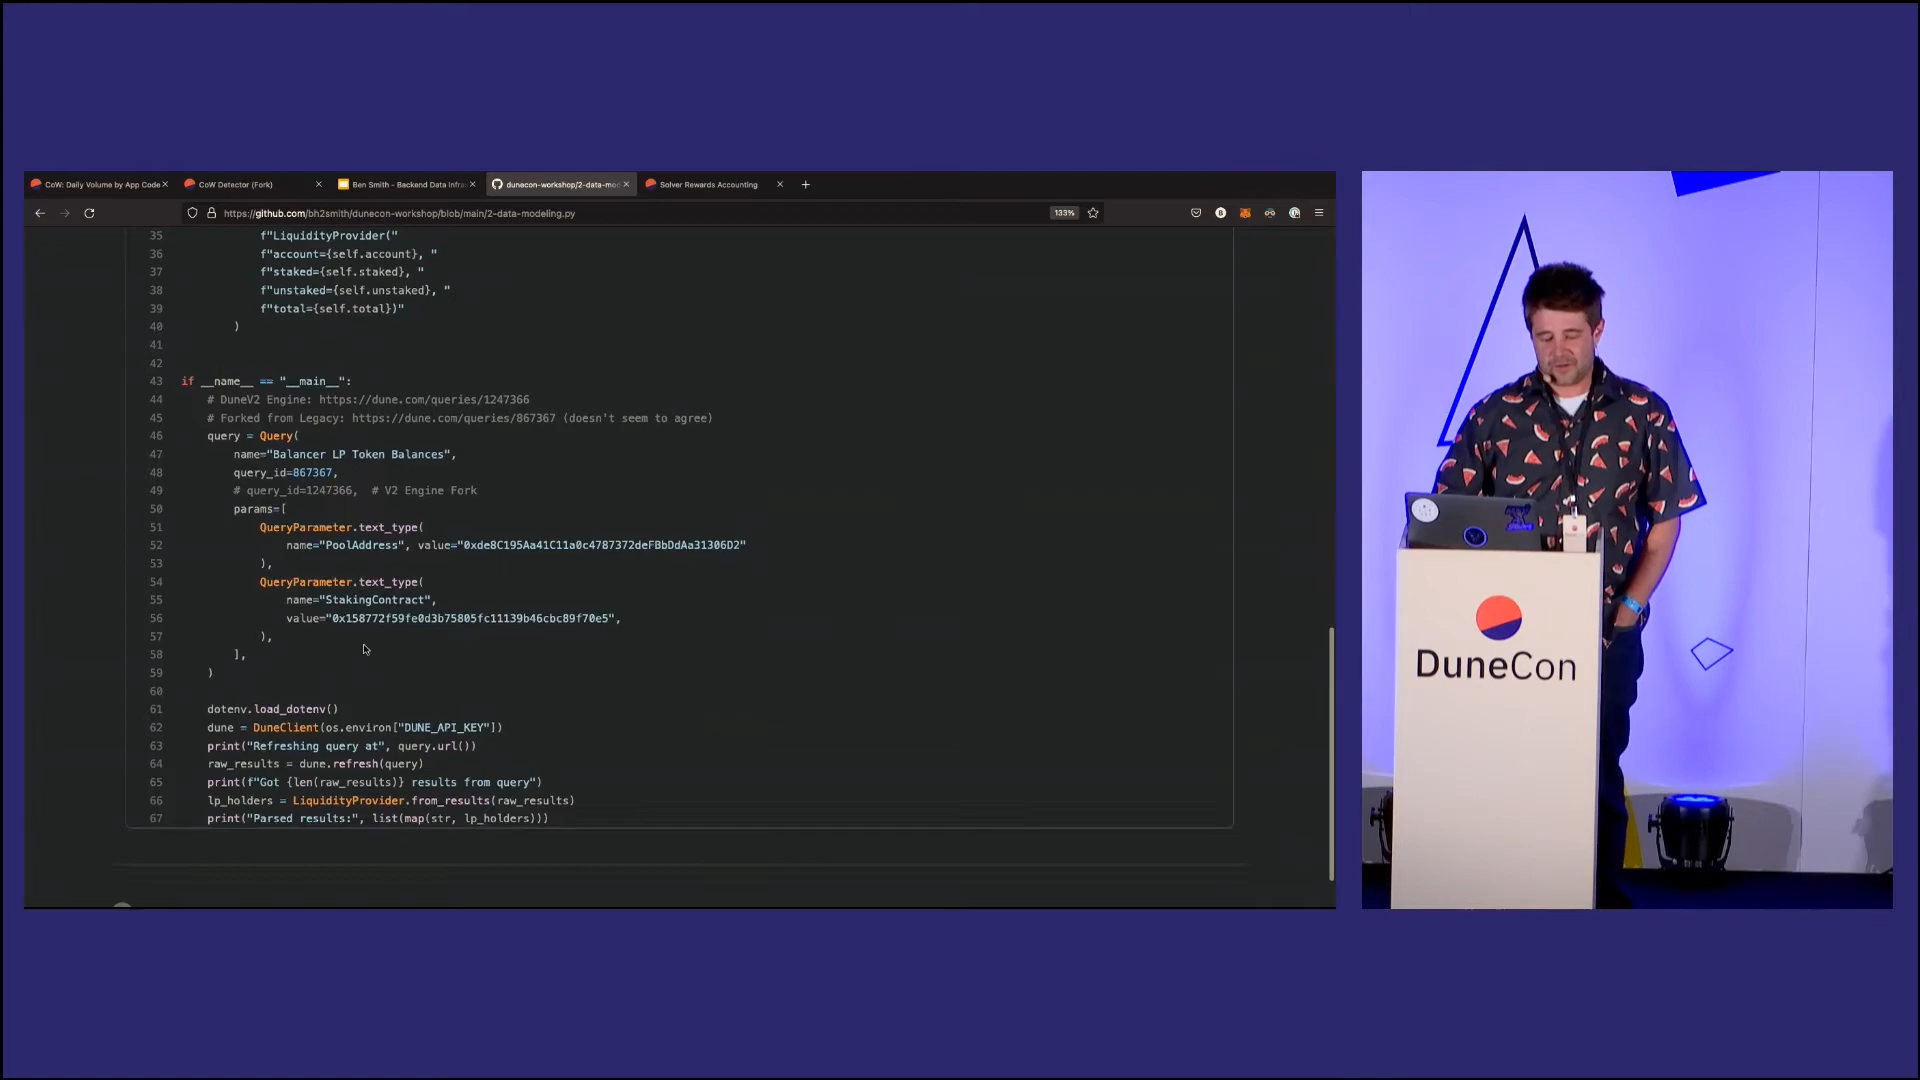 CoW: Daily Volume by App Code
CoW Detector (Fork)
Ben Smith - Backend Data Infra
dunecon-workshop/2-data-mo
Solver Rewards Accounting
https://github.com/bh2smith/dunecon-workshop/blob/main/2-data-modeling.py
133%
35 f"LiquidityProvider("
36 f"account={self.account}, "
37 f"staked={self.staked}, "
38 f"unstaked={self.unstaked}, "
39 f"total={self.total})"
40 )
41
42
43 if __name__ == "__main__":
44 # DuneV2 Engine: https://dune.com/queries/1247366
45 # Forked from Legacy: https://dune.com/queries/867367 (doesn't seem to agree)
46 query = Query(
47 name="Balancer LP Token Balances",
48 query_id=867367,
49 # query_id=1247366,  # V2 Engine Fork
50 params=[
51 QueryParameter.text_type(
52 name="PoolAddress", value="0xde8C195Aa41C11a0c4787372deFBbDdAa31306D2"
53 ),
54 QueryParameter.text_type(
55 name="StakingContract",
56 value="0x158772f59fe0d3b75805fc11139b46cbc89f70e5",
57 ),
58 ],
59 )
60
61 dotenv.load_dotenv()
62 dune = DuneClient(os.environ["DUNE_API_KEY"])
63 print("Refreshing query at", query.url())
64 raw_results = dune.refresh(query)
65 print(f"Got {len(raw_results)} results from query")
66 lp_holders = LiquidityProvider.from_results(raw_results)
67 print("Parsed results:", list(map(str, lp_holders)))
DuneCon